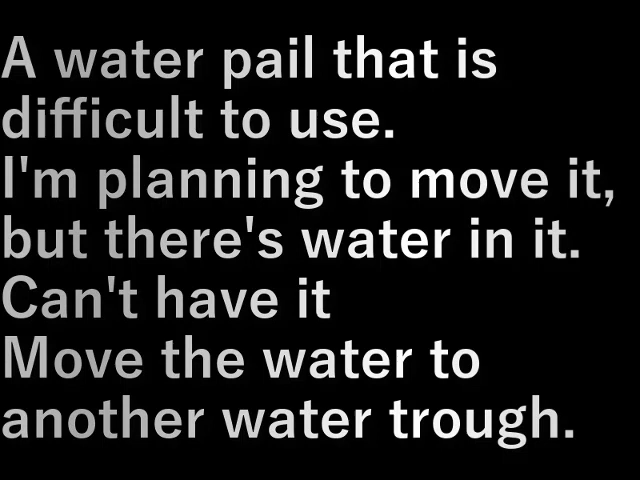 A water pail that is
difficult to use.
I'm planning to move it,
but there's water in it.
Can't have it
Move the water to
another water trough.